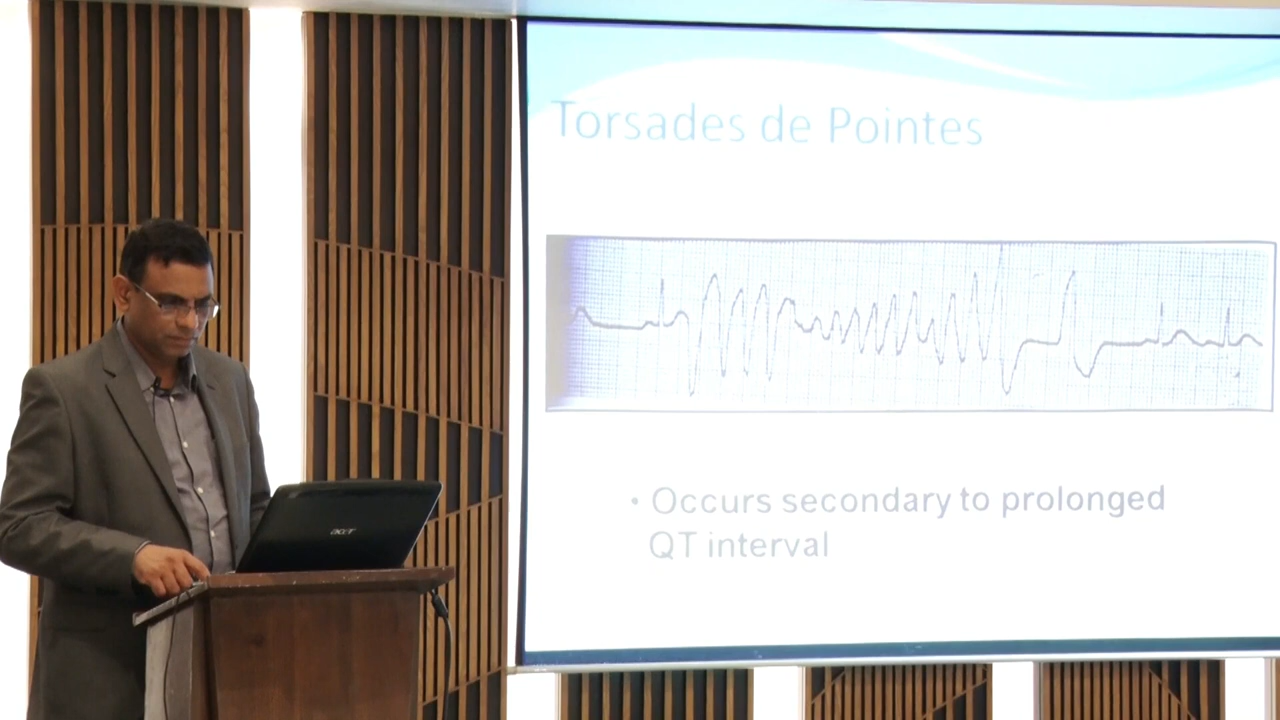 Torsades de Pointes
• Occurs secondary to prolonged
QT interval
acer